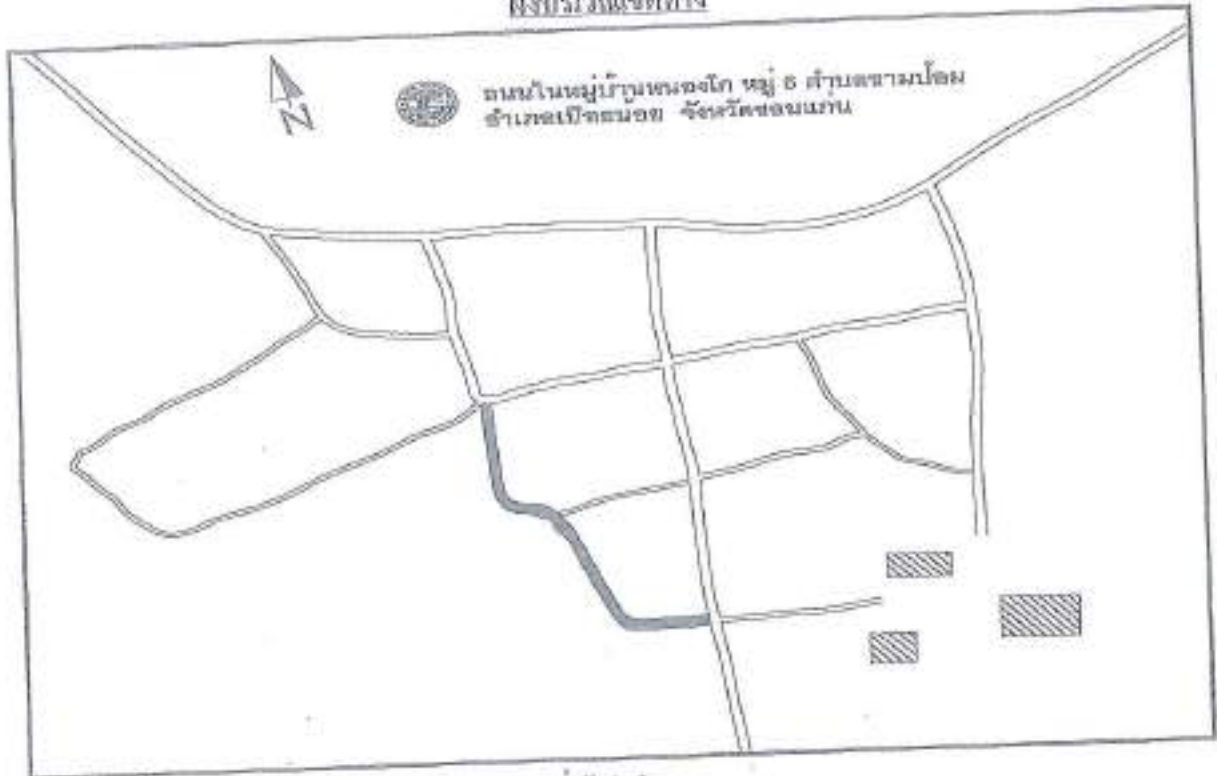 N
ถนนในหมู่บ้านหนองโก หมู่ 6 ตำบลขามป้อม
อำเภอเปือยน้อย จังหวัดขอนแก่น